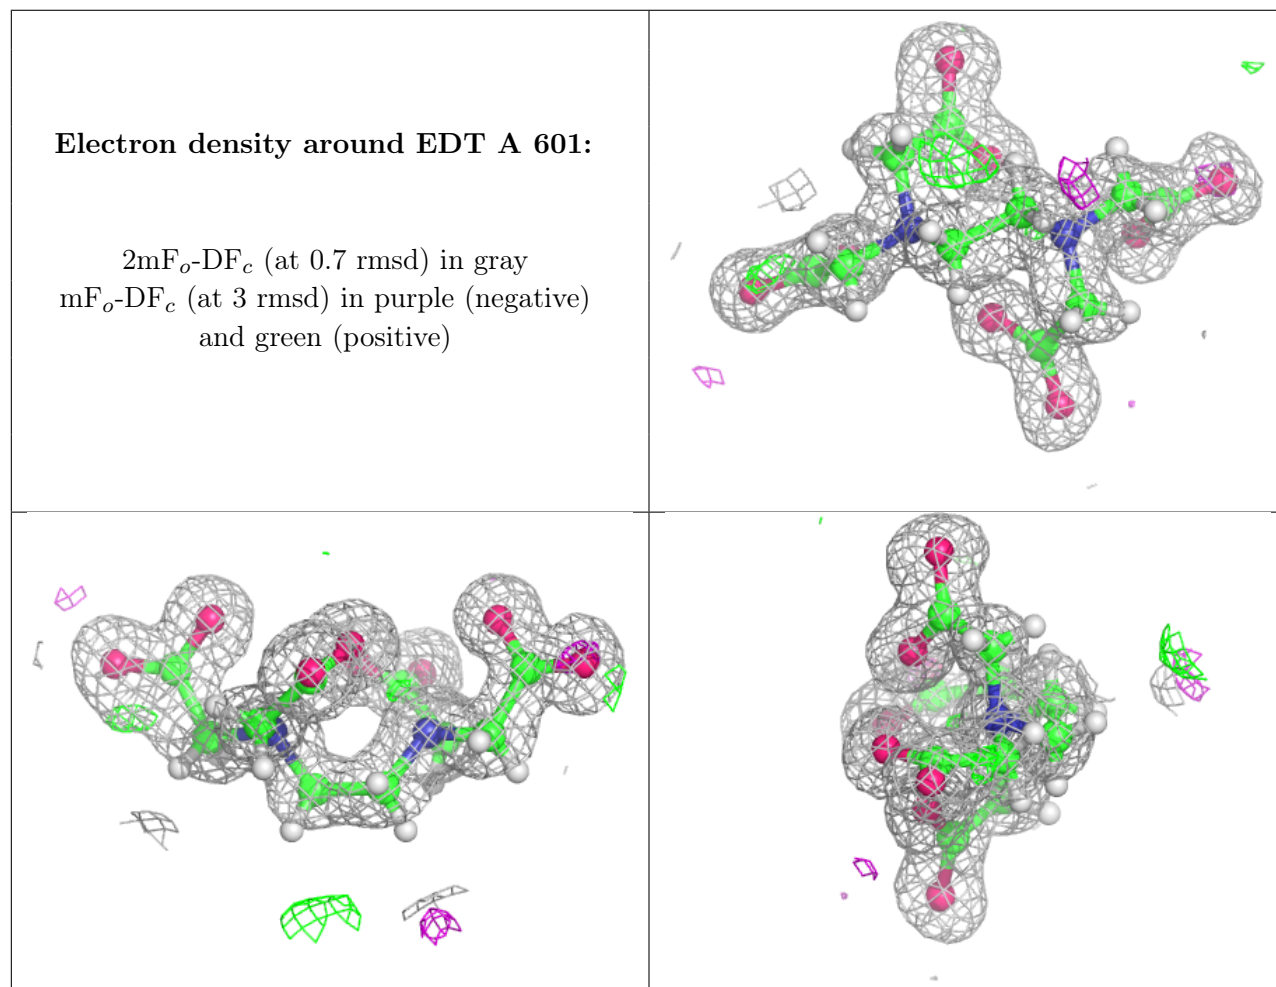 Electron density around EDT A 601:
2mFo-DFc (at 0.7 rmsd) in gray
mFo-DFc (at 3 rmsd) in purple (negative)
and green (positive)